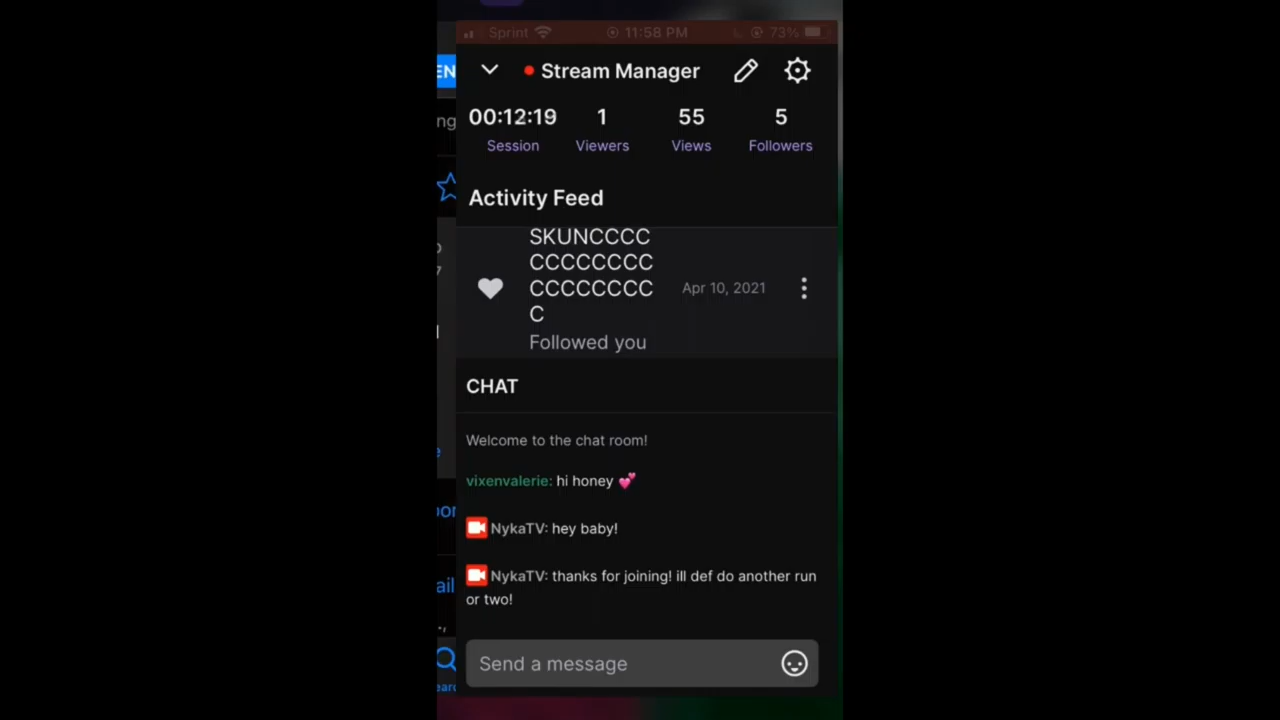 Sprint 11:58 PM 73%
EN
Stream Manager
00:12:19 1 55 5
Session Viewers Views Followers
Activity Feed
SKUNCCCC
CCCCCCCC
CCCCCCCC
C
Apr 10, 2021
Followed you
CHAT
Welcome to the chat room!
vixenvalerie: hi honey 💕
NykaTV: hey baby!
NykaTV: thanks for joining! ill def do another run
or two!
Send a message